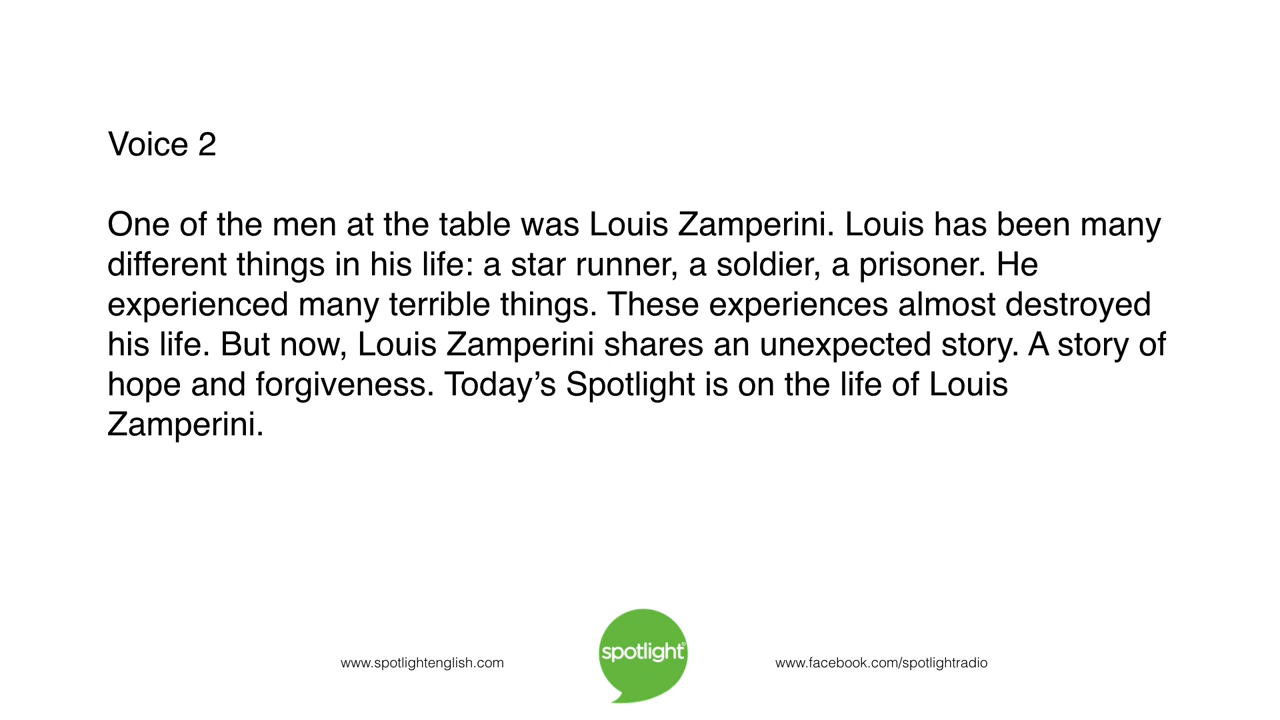 Voice 2
One of the men at the table was Louis Zamperini. Louis has been many
different things in his life: a star runner, a soldier, a prisoner. He
experienced many terrible things. These experiences almost destroyed
his life. But now, Louis Zamperini shares an unexpected story. A story of
hope and forgiveness. Today’s Spotlight is on the life of Louis
Zamperini.
www.spotlightenglish.com
spotlight®
www.facebook.com/spotlightradio